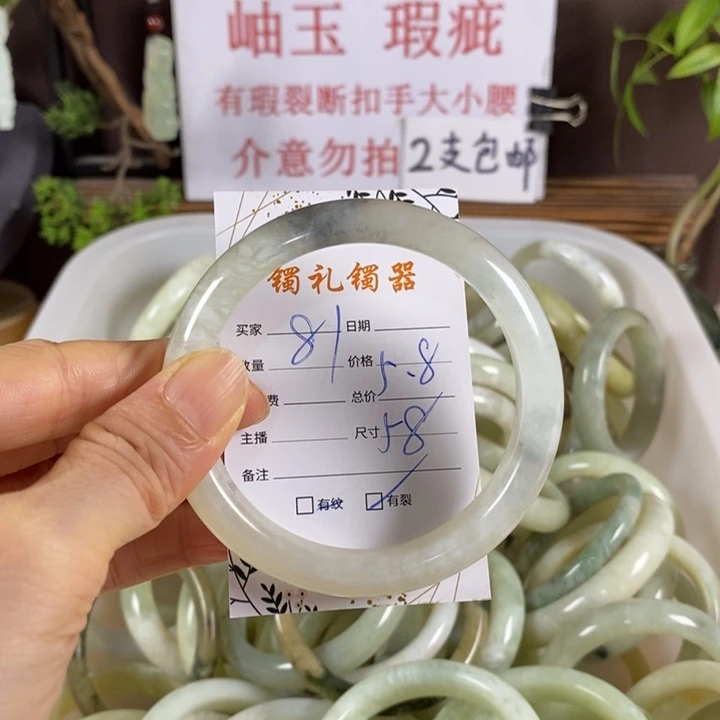 岫玉 瑕疵
有瑕裂断扣手大小腰
介意勿拍 2支包邮
镯礼镯器
买家 81 日期
数量 价格 5.8
费 总价
主播 尺寸 58
备注
有纹 有裂